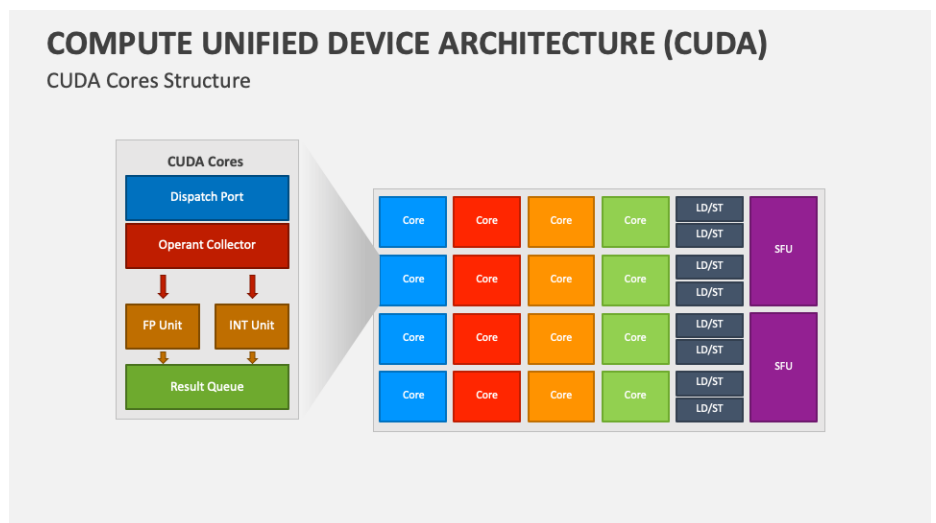 COMPUTE UNIFIED DEVICE ARCHITECTURE (CUDA)
CUDA Cores Structure
CUDA Cores
Dispatch Port
Operant Collector
FP Unit
INT Unit
Result Queue
Core
Core
Core
Core
LD/ST
LD/ST
SFU
Core
Core
Core
Core
LD/ST
LD/ST
Core
Core
Core
Core
LD/ST
LD/ST
SFU
Core
Core
Core
Core
LD/ST
LD/ST